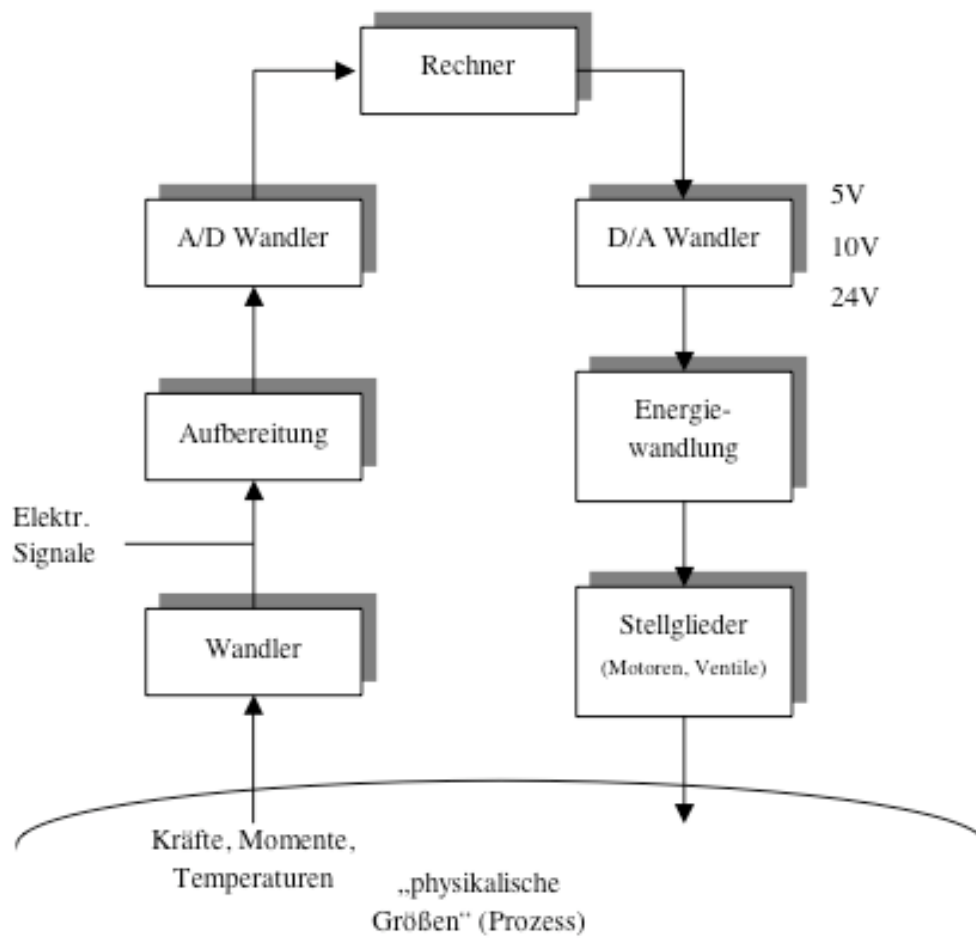 Rechner
A/D Wandler
D/A Wandler
5V
10V
24V
Aufbereitung
Energie-
wandlung
Elektr.
Signale
Wandler
Stellglieder
(Motoren, Ventile)
Kräfte, Momente,
Temperaturen
„physikalische
Größen“ (Prozess)